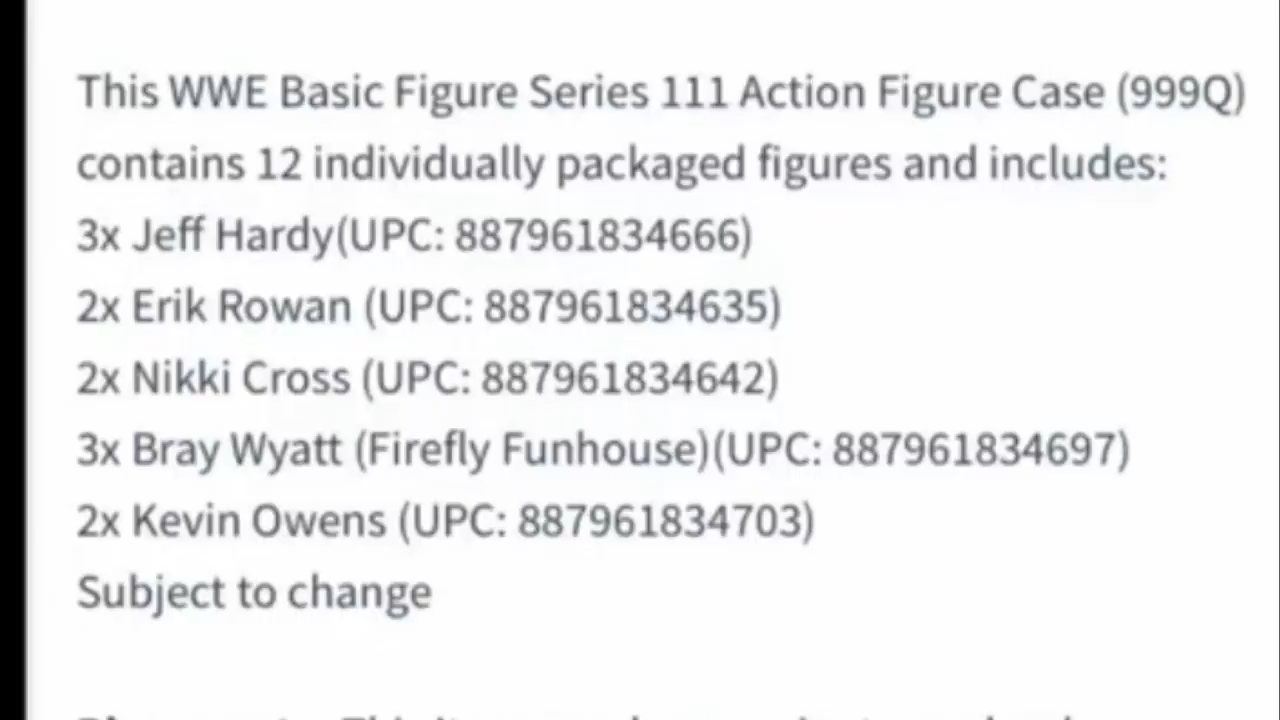 This WWE Basic Figure Series 111 Action Figure Case (999Q)
contains 12 individually packaged figures and includes:
3x Jeff Hardy(UPC: 887961834666)
2x Erik Rowan (UPC: 887961834635)
2x Nikki Cross (UPC: 887961834642)
3x Bray Wyatt (Firefly Funhouse)(UPC: 887961834697)
2x Kevin Owens (UPC: 887961834703)
Subject to change